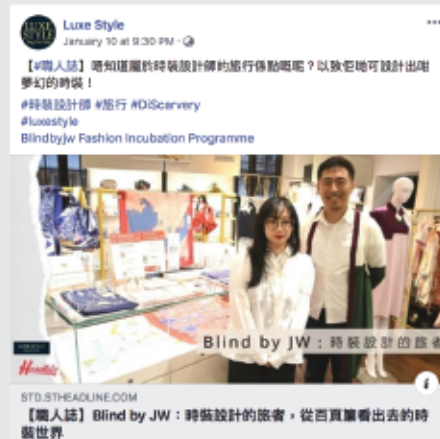 Luxe Style
January 10 at 9:30 PM ·
【#職人誌】唔知道屬於時裝設計師的旅行係點嘅呢？以致佢哋可設計出咁
夢幻的時裝！
#時裝設計師 #旅行 #DiScarvery
#luxestyle
Blindbyjw Fashion Incubation Programme
Blind by JW：時裝設計的旅者
Headline
STD.STHEADLINE.COM
【職人誌】Blind by JW：時裝設計的旅者，從百頁簾看出去的時
裝世界